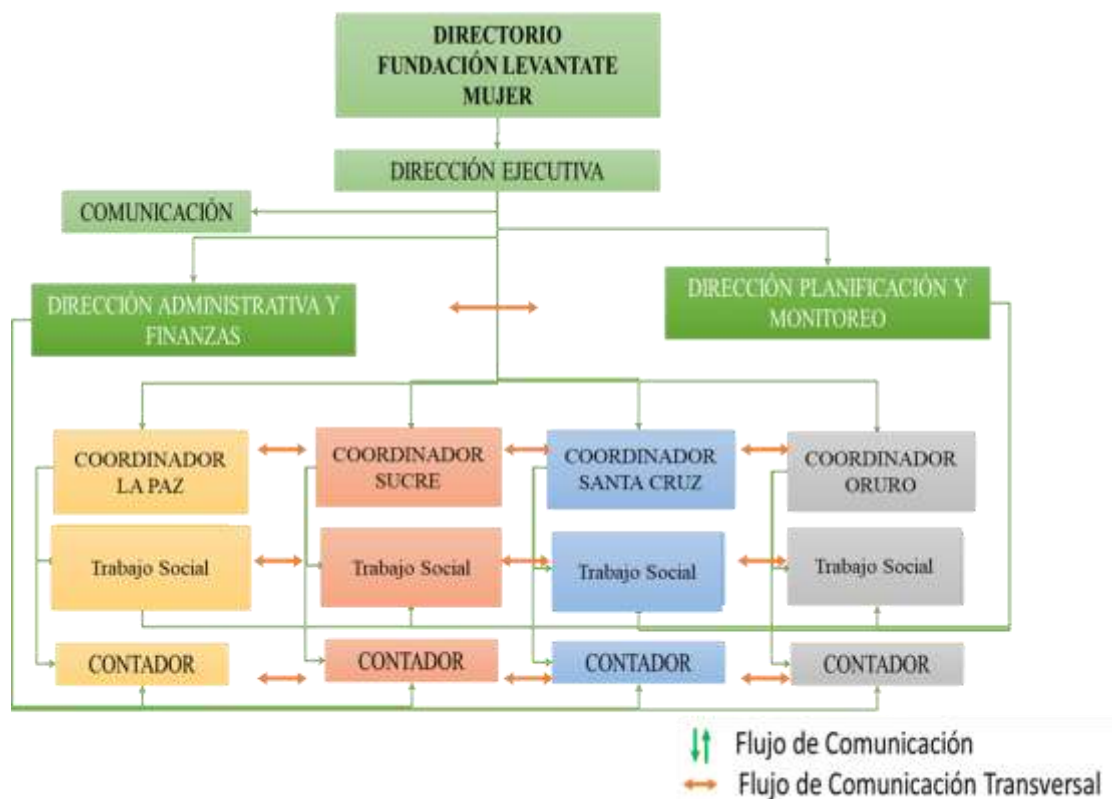 DIRECTORIO
FUNDACIÓN LEVANTATE
MUJER
DIRECCIÓN EJECUTIVA
COMUNICACIÓN
DIRECCIÓN ADMINISTRATIVA Y
FINANZAS
DIRECCIÓN PLANIFICACIÓN Y
MONITOREO
COORDINADOR
LA PAZ
COORDINADOR
SUCRE
COORDINADOR
SANTA CRUZ
COORDINADOR
ORURO
Trabajo Social
Trabajo Social
Trabajo Social
Trabajo Social
CONTADOR
CONTADOR
CONTADOR
CONTADOR
Flujo de Comunicación
Flujo de Comunicación Transversal